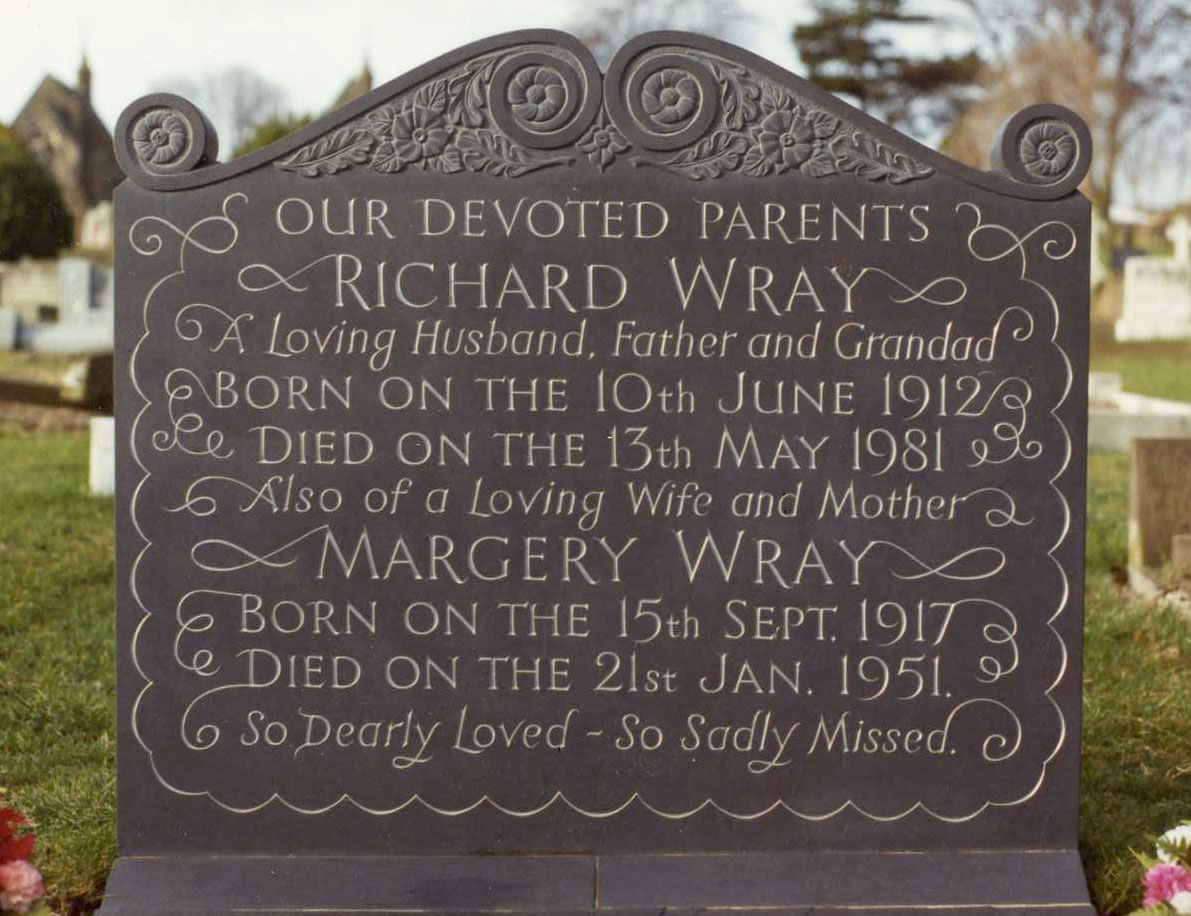 OUR DEVOTED PARENTS
RICHARD WRAY
A Loving Husband, Father and Grandad
BORN ON THE 10th JUNE 1912
DIED ON THE 13th MAY 1981
Also of a Loving Wife and Mother
MARGERY WRAY
BORN ON THE 15th SEPT. 1917
DIED ON THE 21st JAN. 1951.
So Dearly Loved ~ So Sadly Missed.